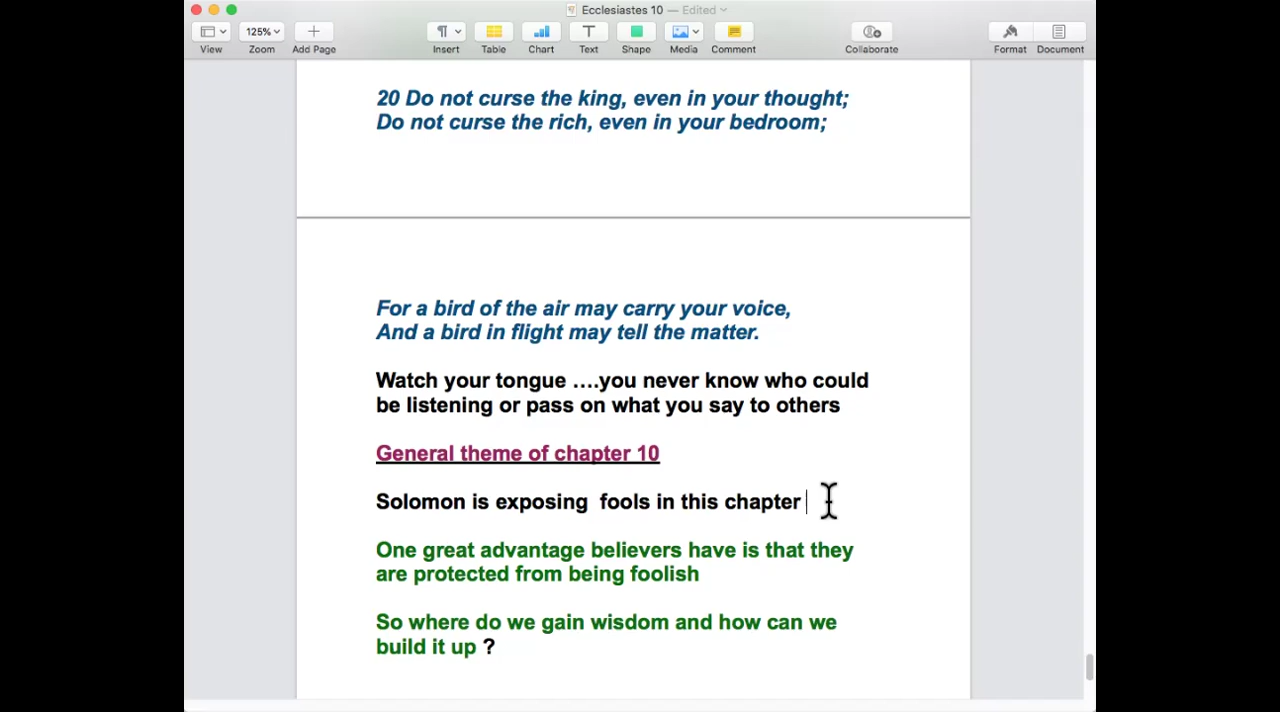 Ecclesiastes 10 — Edited
125%
View
Zoom
Add Page
Insert
Table
Chart
Text
Shape
Media
Comment
Collaborate
Format
Document
20 Do not curse the king, even in your thought;
Do not curse the rich, even in your bedroom;
For a bird of the air may carry your voice,
And a bird in flight may tell the matter.
Watch your tongue ….you never know who could
be listening or pass on what you say to others
General theme of chapter 10
Solomon is exposing  fools in this chapter
One great advantage believers have is that they
are protected from being foolish
So where do we gain wisdom and how can we
build it up ?